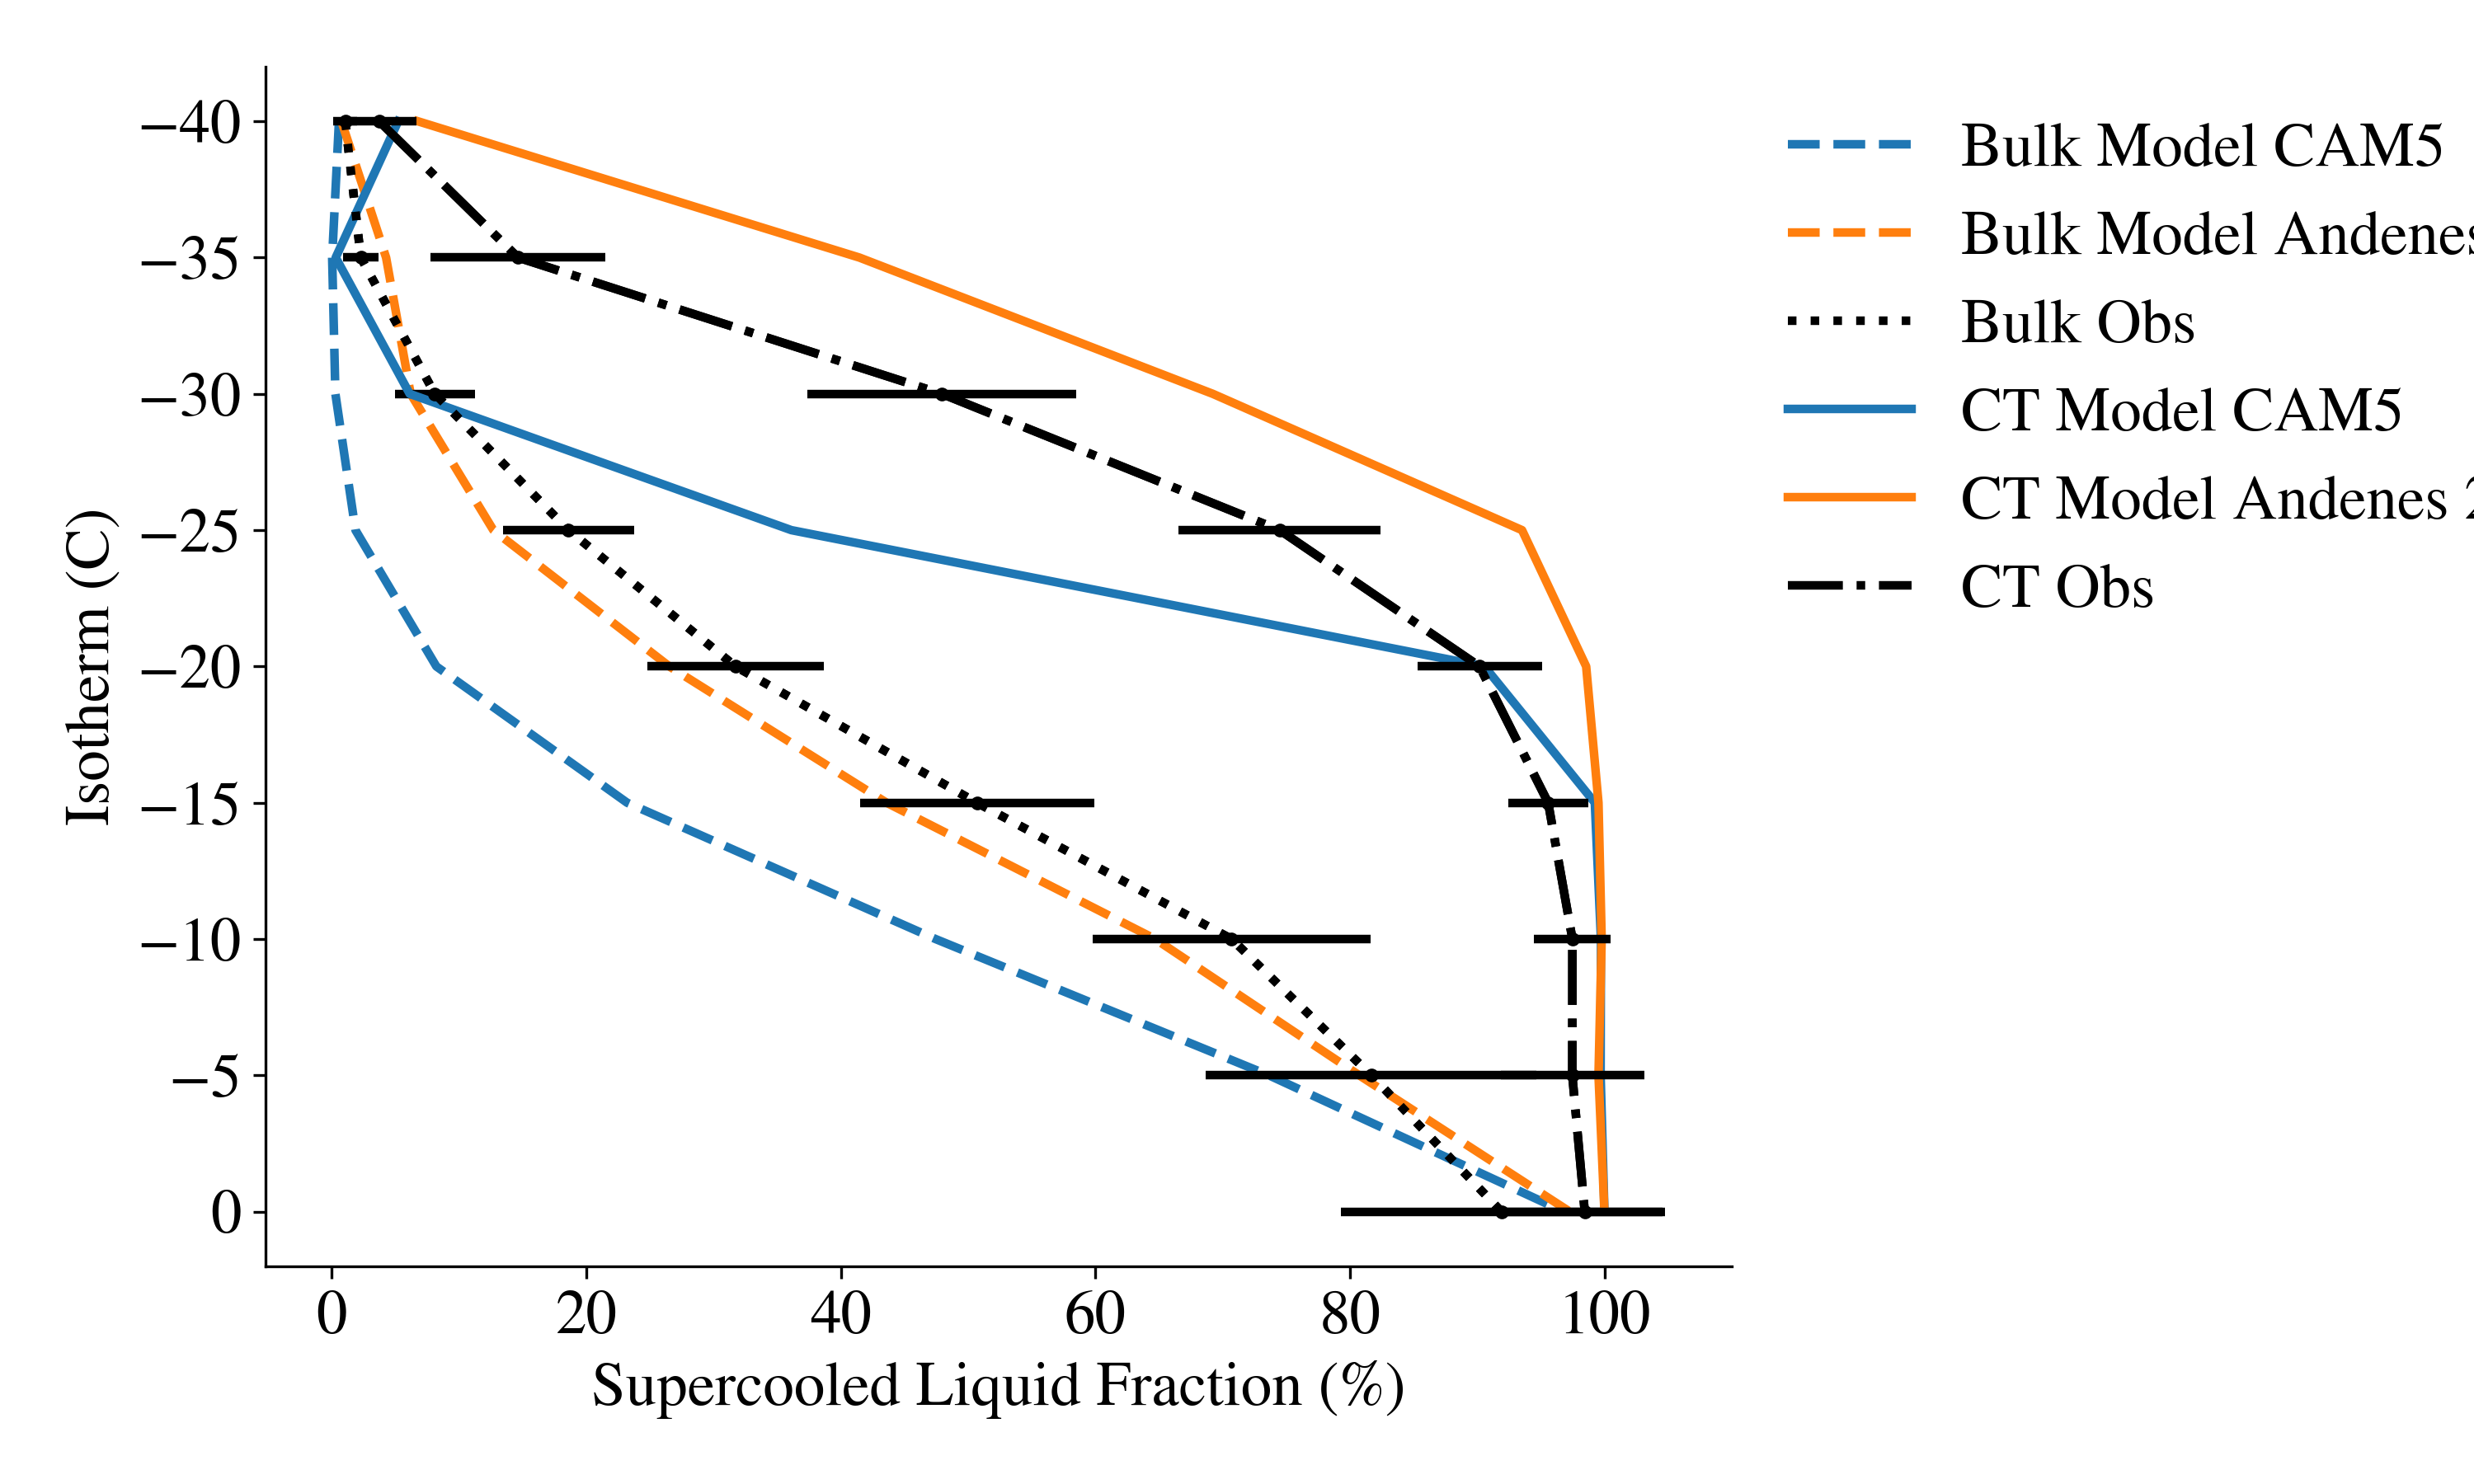 −40
−35
−30
−25
−20
−15
−10
−5
0
Isotherm (C)
0 20 40 60 80 100
Supercooled Liquid Fraction (%)
Bulk Model CAM5
Bulk Model Andenes
Bulk Obs
CT Model CAM5
CT Model Andenes
CT Obs